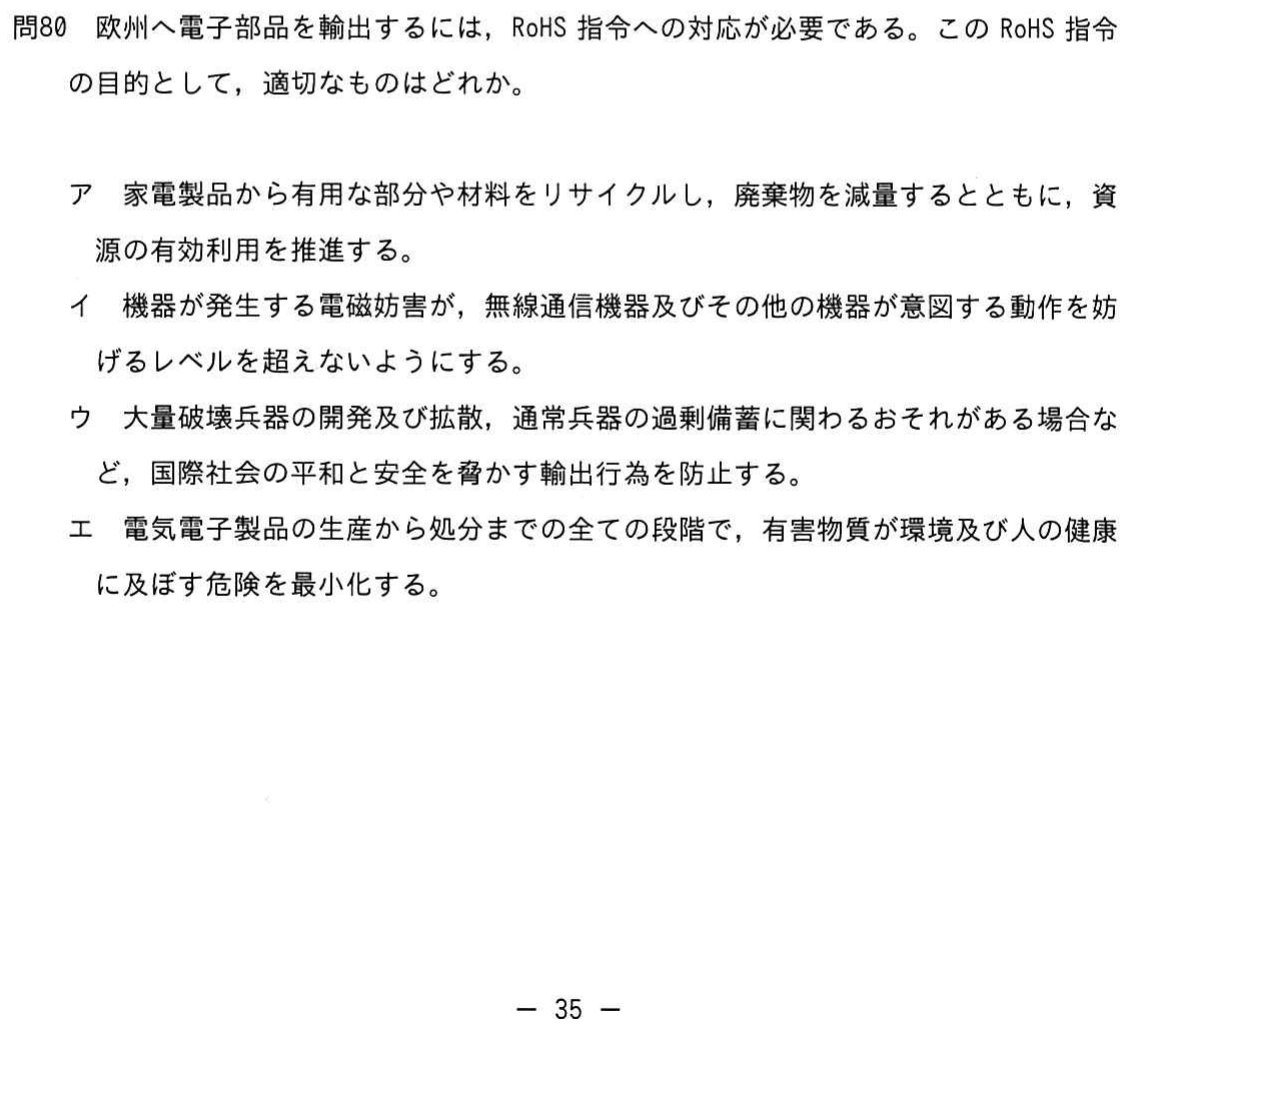 問80　欧州へ電子部品を輸出するには，RoHS 指令への対応が必要である。この RoHS 指令
の目的として，適切なものはどれか。
ア　家電製品から有用な部分や材料をリサイクルし，廃棄物を減量するとともに，資
源の有効利用を推進する。
イ　機器が発生する電磁妨害が，無線通信機器及びその他の機器が意図する動作を妨
げるレベルを超えないようにする。
ウ　大量破壊兵器の開発及び拡散，通常兵器の過剰備蓄に関わるおそれがある場合な
ど，国際社会の平和と安全を脅かす輸出行為を防止する。
エ　電気電子製品の生産から処分までの全ての段階で，有害物質が環境及び人の健康
に及ぼす危険を最小化する。
― 35 ―